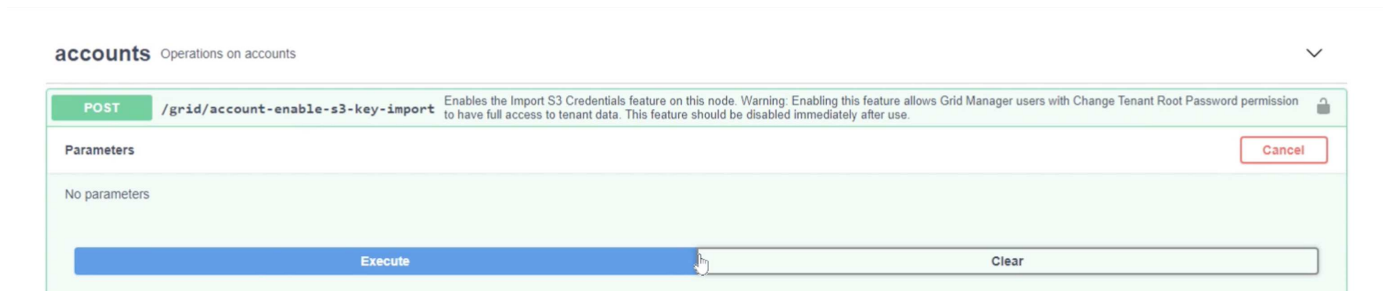 accounts Operations on accounts
POST /grid/account-enable-s3-key-import Enables the Import S3 Credentials feature on this node. Warning: Enabling this feature allows Grid Manager users with Change Tenant Root Password permission
to have full access to tenant data. This feature should be disabled immediately after use.
Parameters Cancel
No parameters
Execute Clear